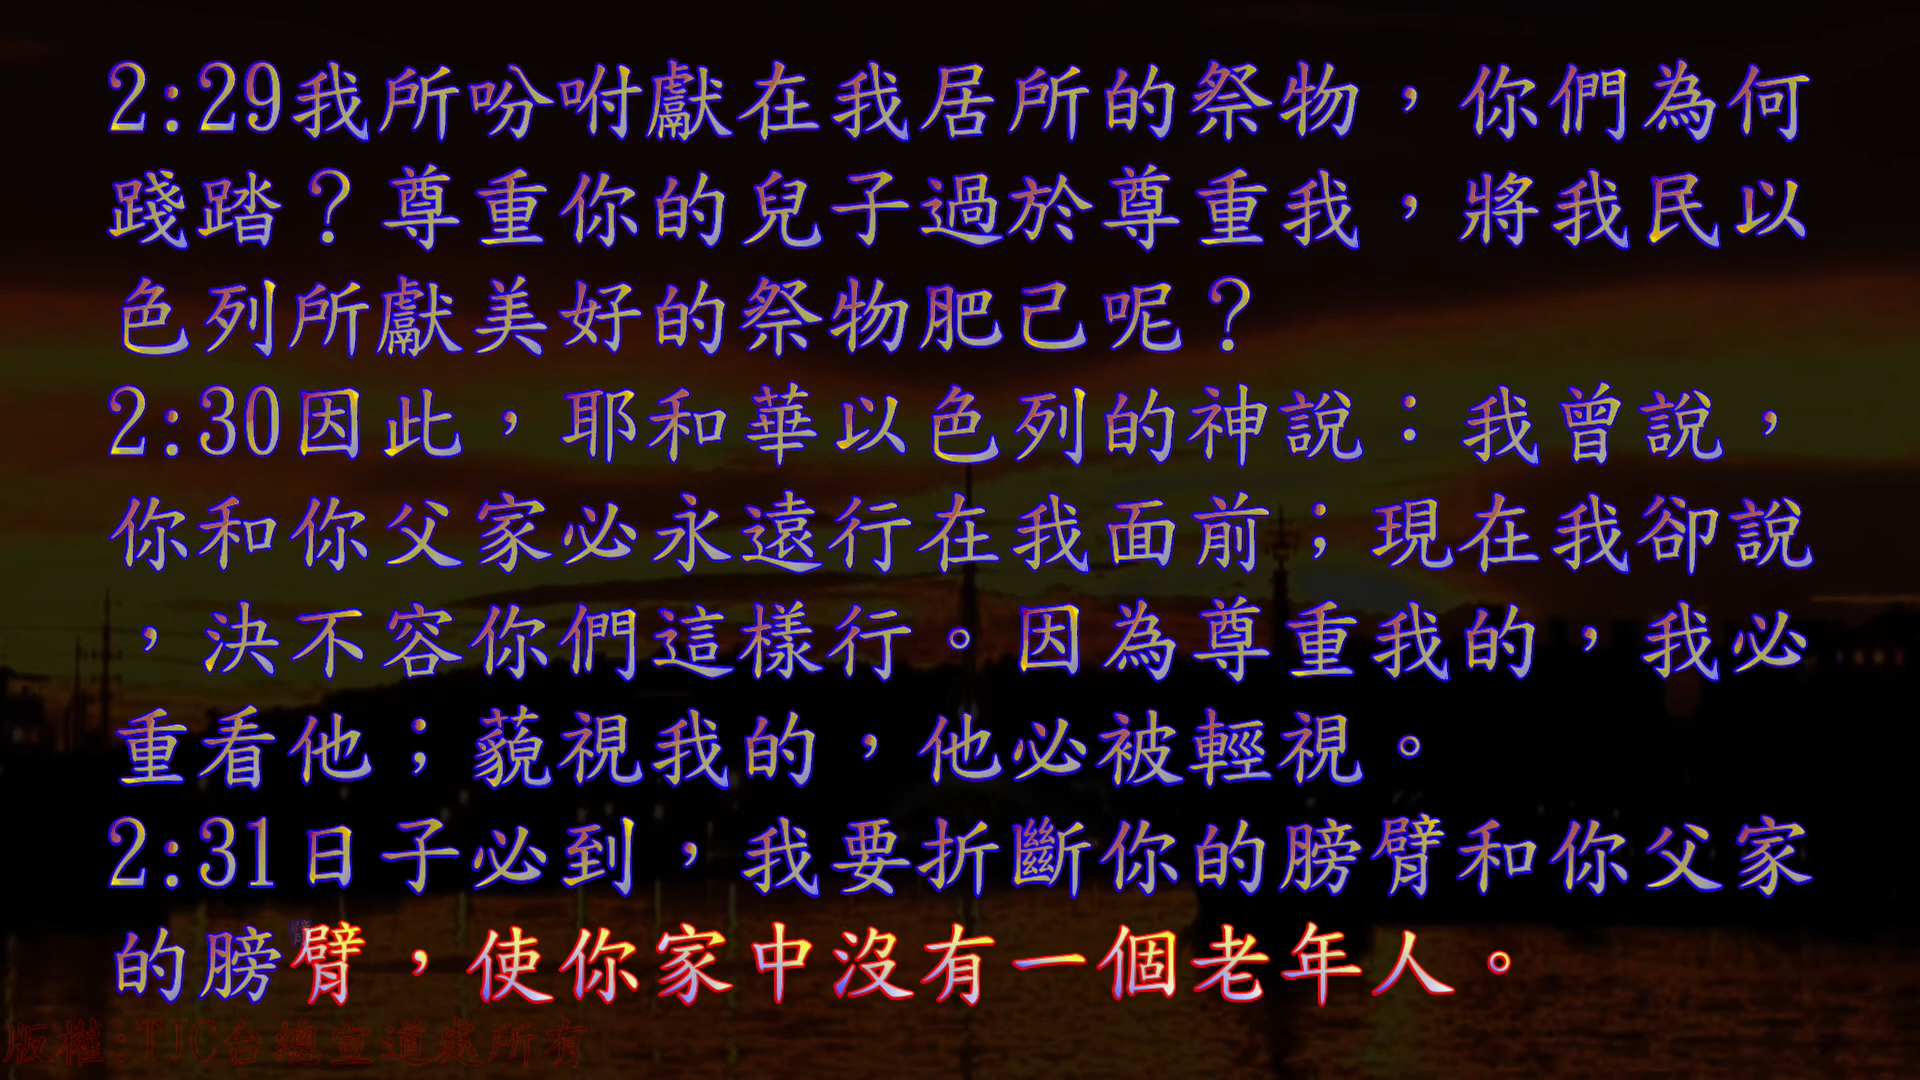 2:29我所吩咐獻在我居所的祭物，你們為何
踐踏？尊重你的兒子過於尊重我，將我民以
色列所獻美好的祭物肥己呢？
2:30因此，耶和華以色列的神說：我曾說，
你和你父家必永遠行在我面前；現在我卻說
，決不容你們這樣行。因為尊重我的，我必
重看他；藐視我的，他必被輕視。
2:31日子必到，我要折斷你的膀臂和你父家
的膀臂，使你家中沒有一個老年人。
版權:TJC台總宣道處所有